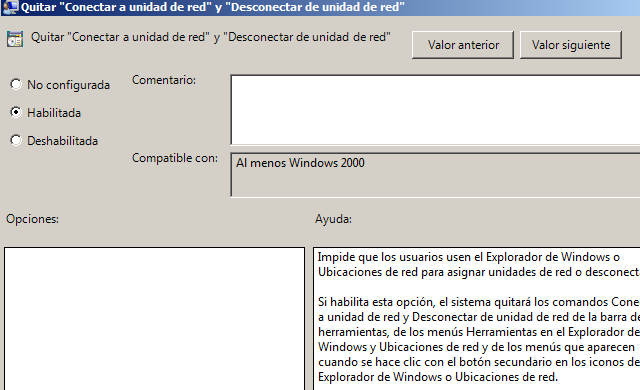 Quitar "Conectar a unidad de red" y "Desconectar de unidad de red"
Quitar "Conectar a unidad de red" y "Desconectar de unidad de red"
Valor anterior
Valor siguiente
No configurada
Habilitada
Deshabilitada
Comentario:
Compatible con:
Al menos Windows 2000
Opciones:
Ayuda:
Impide que los usuarios usen el Explorador de Windows o
Ubicaciones de red para asignar unidades de red o desconect
Si habilita esta opción, el sistema quitará los comandos Cone
a unidad de red y Desconectar de unidad de red de la barra de
herramientas, de los menús Herramientas en el Explorador de
Windows y Ubicaciones de red y de los menús que aparecen
cuando se hace clic con el botón secundario en los iconos de
Explorador de Windows o Ubicaciones de red.